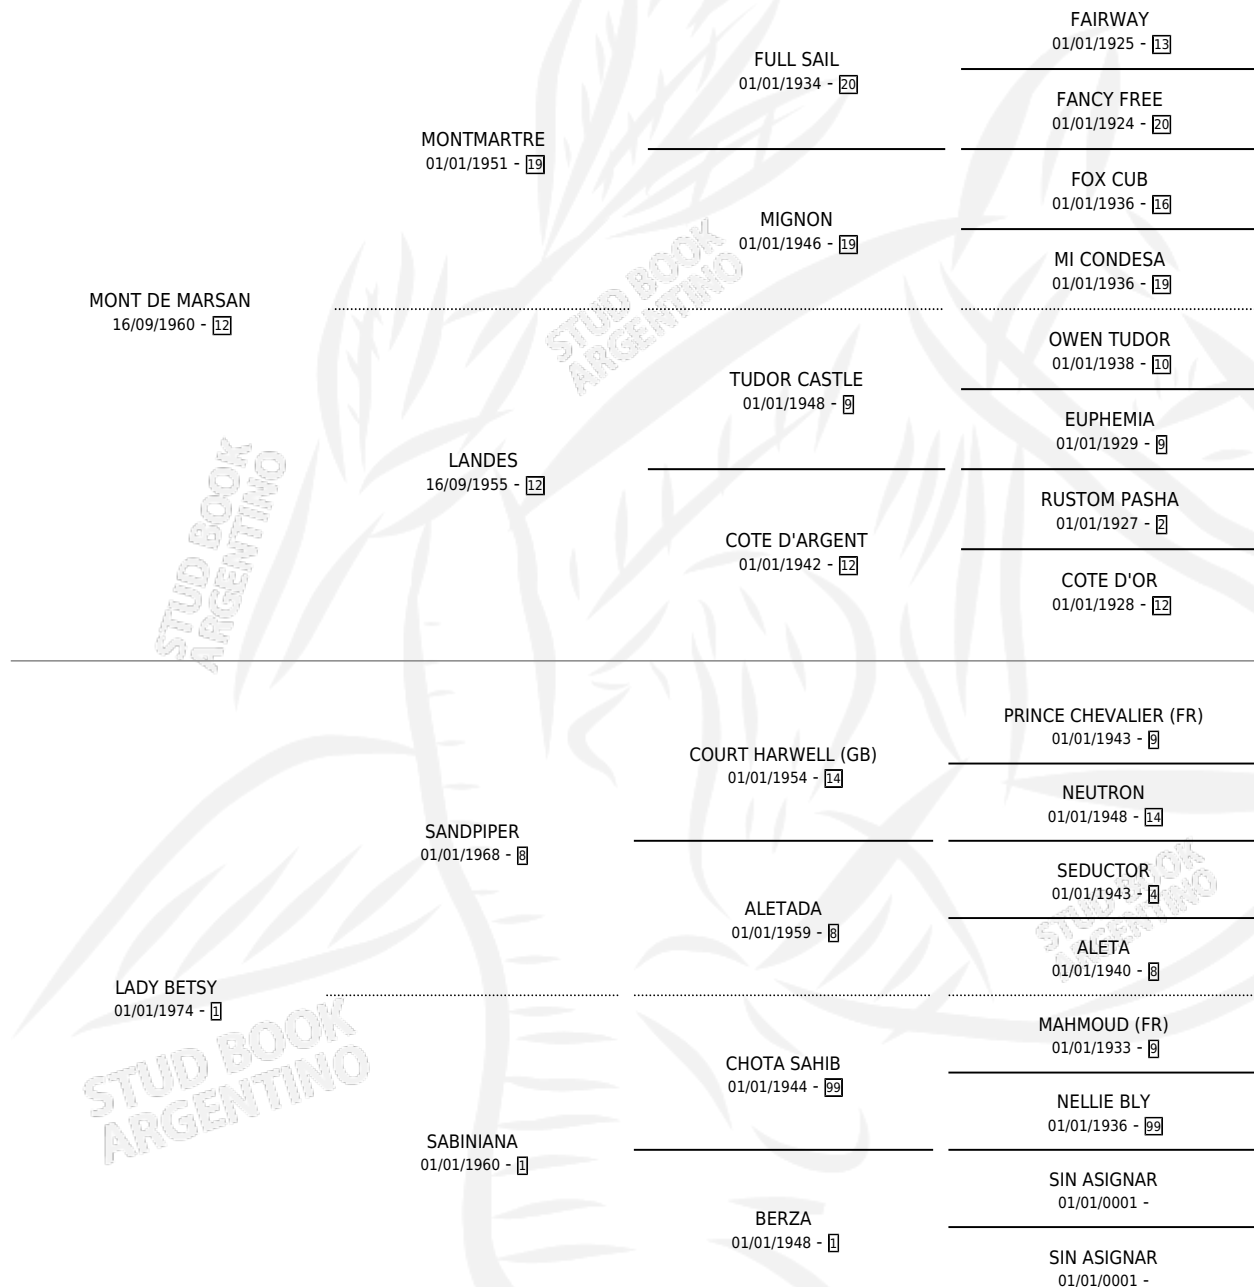 FAIRWAY
01/01/1925 - 13
FULL SAIL
01/01/1934 - 20
FANCY FREE
01/01/1924 - 20
MONTMARTRE
01/01/1951 - 19
FOX CUB
01/01/1936 - 16
MIGNON
01/01/1946 - 19
MI CONDESA
01/01/1936 - 19
MONT DE MARSAN
16/09/1960 - 12
STUD BOOK
ARGENTINO
OWEN TUDOR
01/01/1938 - 10
TUDOR CASTLE
01/01/1948 - 9
EUPHEMIA
01/01/1929 - 9
LANDES
16/09/1955 - 12
RUSTOM PASHA
01/01/1927 - 2
COTE D'ARGENT
01/01/1942 - 12
COTE D'OR
01/01/1928 - 12
STUD BOOK
ARGENTINO
PRINCE CHEVALIER (FR)
01/01/1943 - 9
COURT HARWELL (GB)
01/01/1954 - 14
NEUTRON
01/01/1948 - 14
SANDPIPER
01/01/1968 - 8
SEDUCTOR
01/01/1943 - 4
ALETADA
01/01/1959 - 8
STUD BOOK
ARGENTINO
ALETA
01/01/1940 - 8
LADY BETSY
01/01/1974 - 1
STUD BOOK
ARGENTINO
MAHMOUD (FR)
01/01/1933 - 9
CHOTA SAHIB
01/01/1944 - 99
NELLIE BLY
01/01/1936 - 99
SABINIANA
01/01/1960 - 1
SIN ASIGNAR
01/01/0001 -
BERZA
01/01/1948 - 1
SIN ASIGNAR
01/01/0001 -